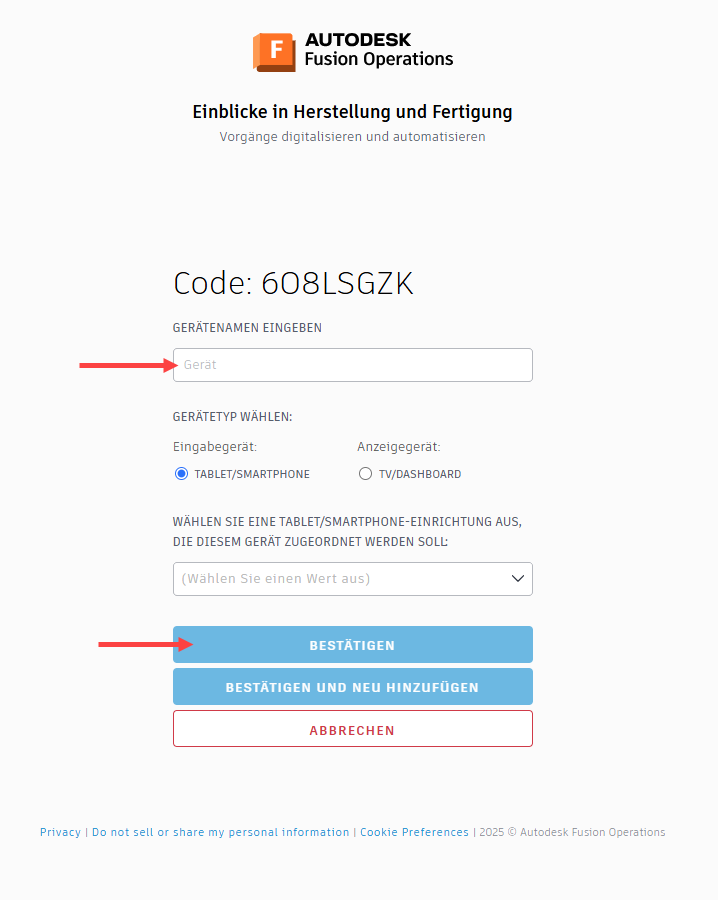 F
AUTODESK
Fusion Operations
Einblicke in Herstellung und Fertigung
Vorgänge digitalisieren und automatisieren
Code: 6O8LSGZK
GERÄTENAMEN EINGEBEN
Gerät
GERÄTETYP WÄHLEN:
Eingabegerät: Anzeigegerät:
TABLET/SMARTPHONE TV/DASHBOARD
WÄHLEN SIE EINE TABLET/SMARTPHONE-EINRICHTUNG AUS,
DIE DIESEM GERÄT ZUGEORDNET WERDEN SOLL:
(Wählen Sie einen Wert aus)
BESTÄTIGEN
BESTÄTIGEN UND NEU HINZUFÜGEN
ABBRECHEN
Privacy | Do not sell or share my personal information | Cookie Preferences | 2025 © Autodesk Fusion Operations